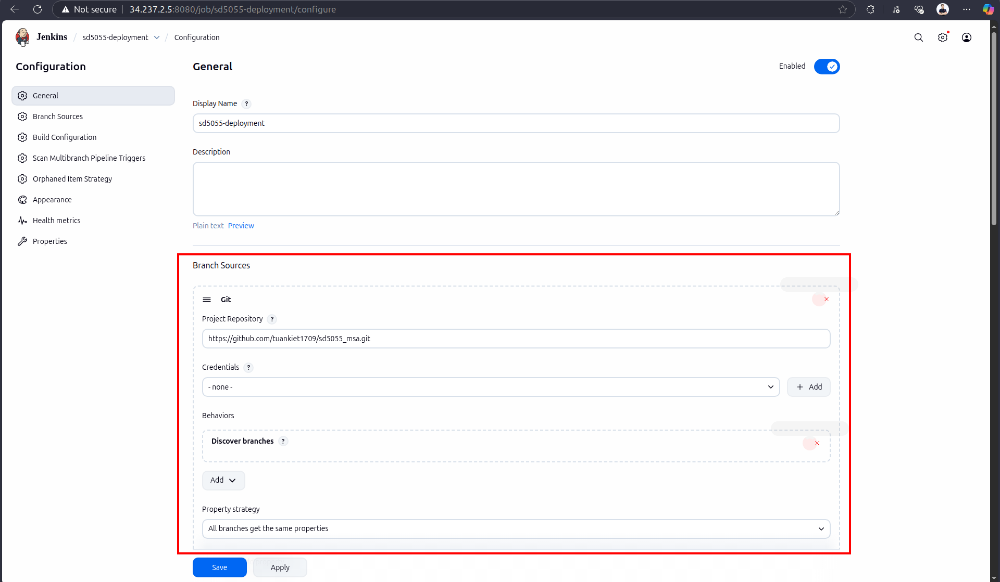 Not secure 34.237.2.5:8080/job/sd5055-deployment/configure
Jenkins / sd5055-deployment / Configuration
Configuration
General
Branch Sources
Build Configuration
Scan Multibranch Pipeline Triggers
Orphaned Item Strategy
Appearance
Health metrics
Properties
General
Enabled
Display Name ?
sd5055-deployment
Description
Plain text Preview
Branch Sources
Git
Project Repository ?
https://github.com/tuankiet1709/sd5055_msa.git
Credentials ?
- none -
+ Add
Behaviors
Discover branches ?
Add
Property strategy
All branches get the same properties
Save
Apply